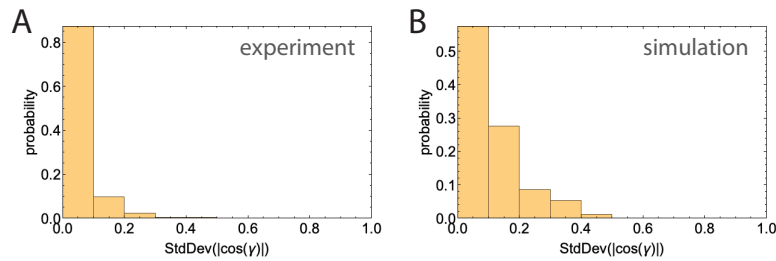 A
experiment
probability
0.8
0.6
0.4
0.2
0.0
0.0 0.2 0.4 0.6 0.8 1.0
StdDev(|cos(γ)|)
B
simulation
probability
0.5
0.4
0.3
0.2
0.1
0.0
0.0 0.2 0.4 0.6 0.8 1.0
StdDev(|cos(γ)|)